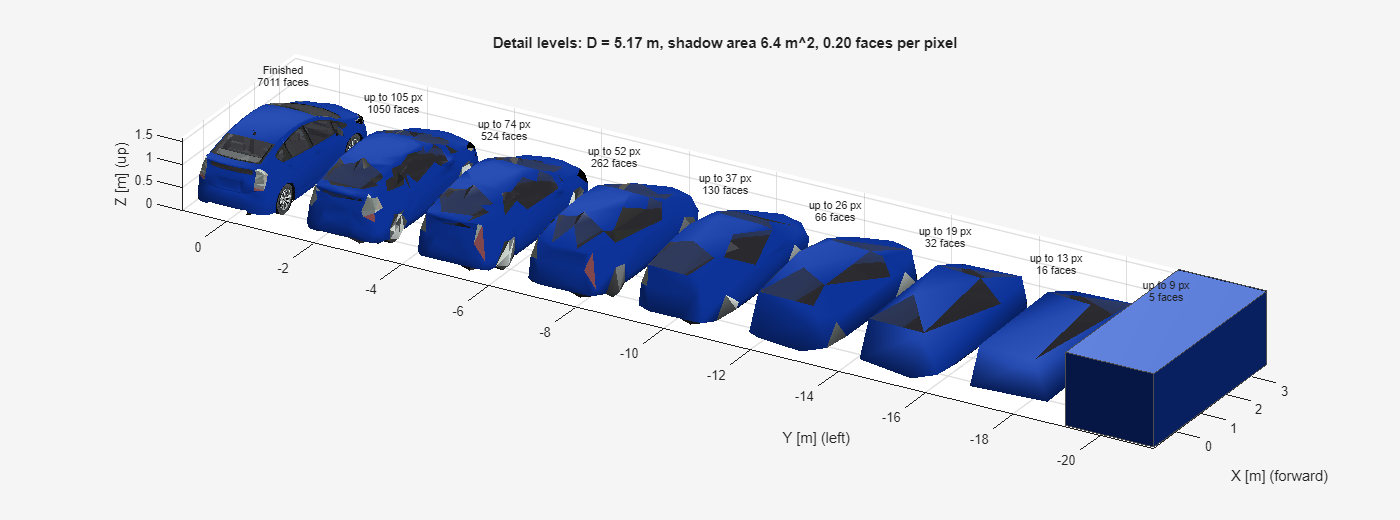 Detail levels: D = 5.17 m, shadow area 6.4 m^2, 0.20 faces per pixel
Finished
7011 faces
up to 105 px
1050 faces
up to 74 px
524 faces
up to 52 px
262 faces
up to 37 px
130 faces
up to 26 px
66 faces
up to 19 px
32 faces
up to 13 px
16 faces
up to 9 px
5 faces
1.5
1
0.5
0
Z [m] (up)
0
-2
-4
-6
-8
-10
-12
-14
-16
-18
-20
Y [m] (left)
3
2
1
0
X [m] (forward)